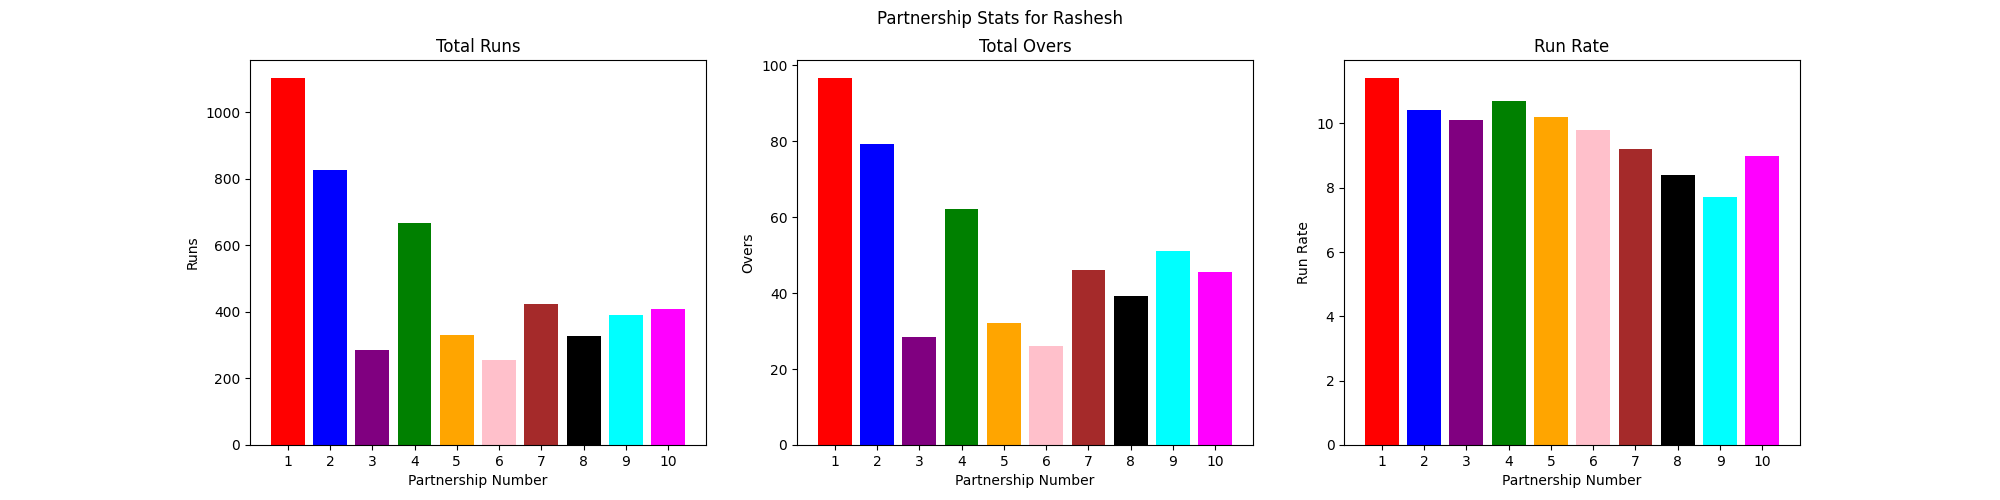 Partnership Stats for Rashesh
Total Runs
Runs
1000
800
600
400
200
0
1 2 3 4 5 6 7 8 9 10
Partnership Number
Total Overs
Overs
100
80
60
40
20
0
1 2 3 4 5 6 7 8 9 10
Partnership Number
Run Rate
Run Rate
10
8
6
4
2
0
1 2 3 4 5 6 7 8 9 10
Partnership Number